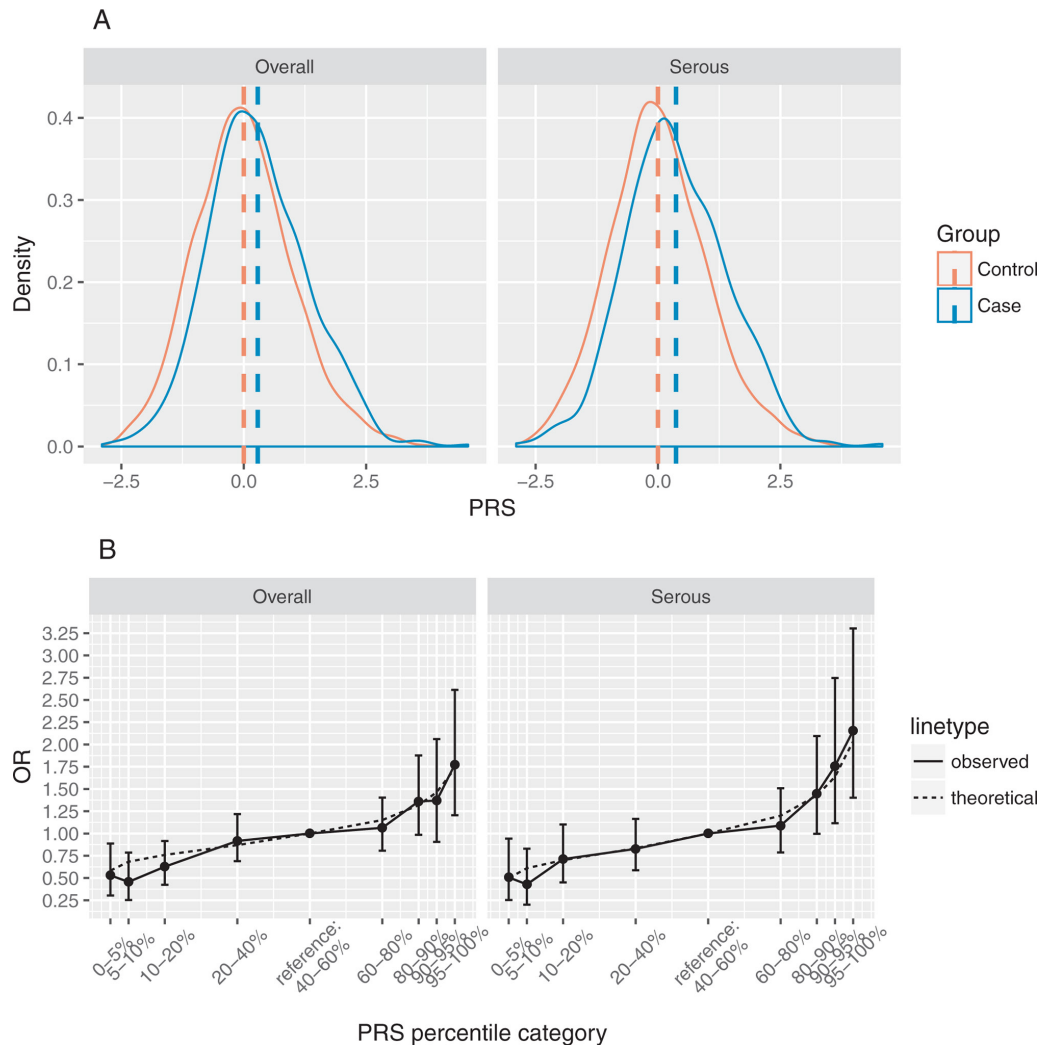 A
Overall
Serous
0.4
0.3
0.2
0.1
0.0
Density
−2.5
0.0
2.5
−2.5
0.0
2.5
PRS
Group
Control
Case
B
Overall
Serous
3.25
3.00
2.75
2.50
2.25
2.00
1.75
1.50
1.25
1.00
0.75
0.50
0.25
OR
0−5%
5−10%
10−20%
20−40%
reference:
40−60%
60−80%
80−90%
90−95%
95−100%
0−5%
5−10%
10−20%
20−40%
reference:
40−60%
60−80%
80−90%
90−95%
95−100%
PRS percentile category
linetype
observed
theoretical